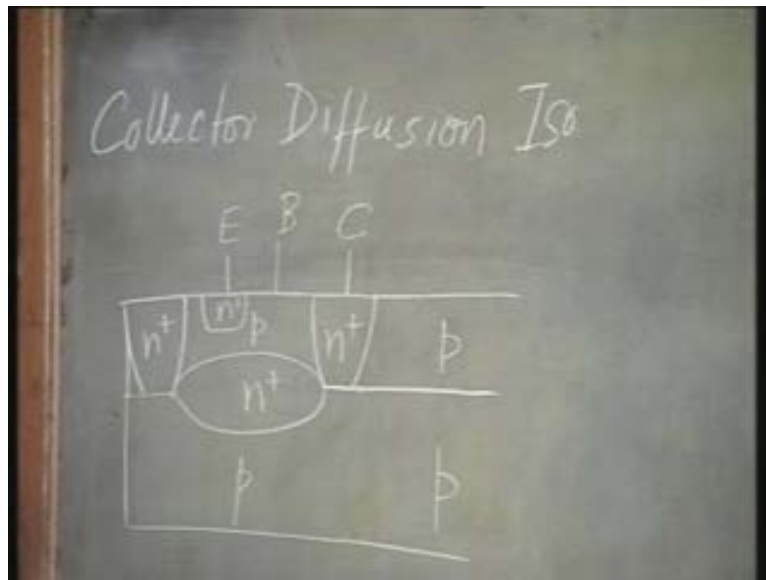 Collector Diffusion Iso
E B C
n+ n+ p n+ p
n+
p p